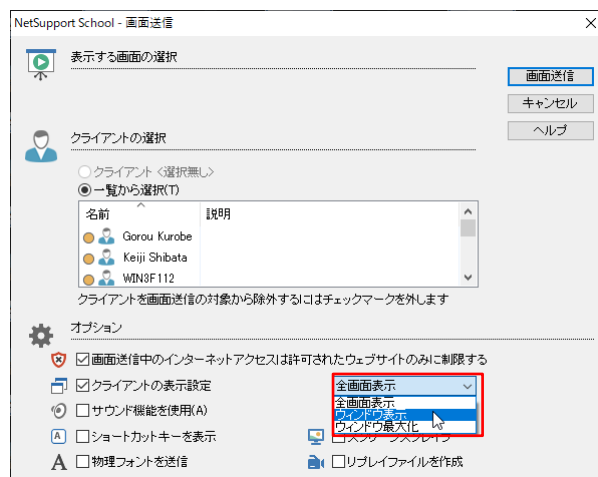 NetSupport School - 画面送信
表示する画面の選択
画面送信
キャンセル
ヘルプ
クライアントの選択
クライアント <選択無し>
一覧から選択(T)
名前 説明
Gorou Kurobe
Keiji Shibata
WIN3F112
クライアントを画面送信の対象から除外するにはチェックマークを外します
オプション
画面送信中のインターネットアクセスは許可されたウェブサイトのみに制限する
クライアントの表示設定 全画面表示
全画面表示
ウィンドウ表示
ウィンドウ最大化
サウンド機能を使用(A)
ショートカットキーを表示
物理フォントを送信 リプレイファイルを作成